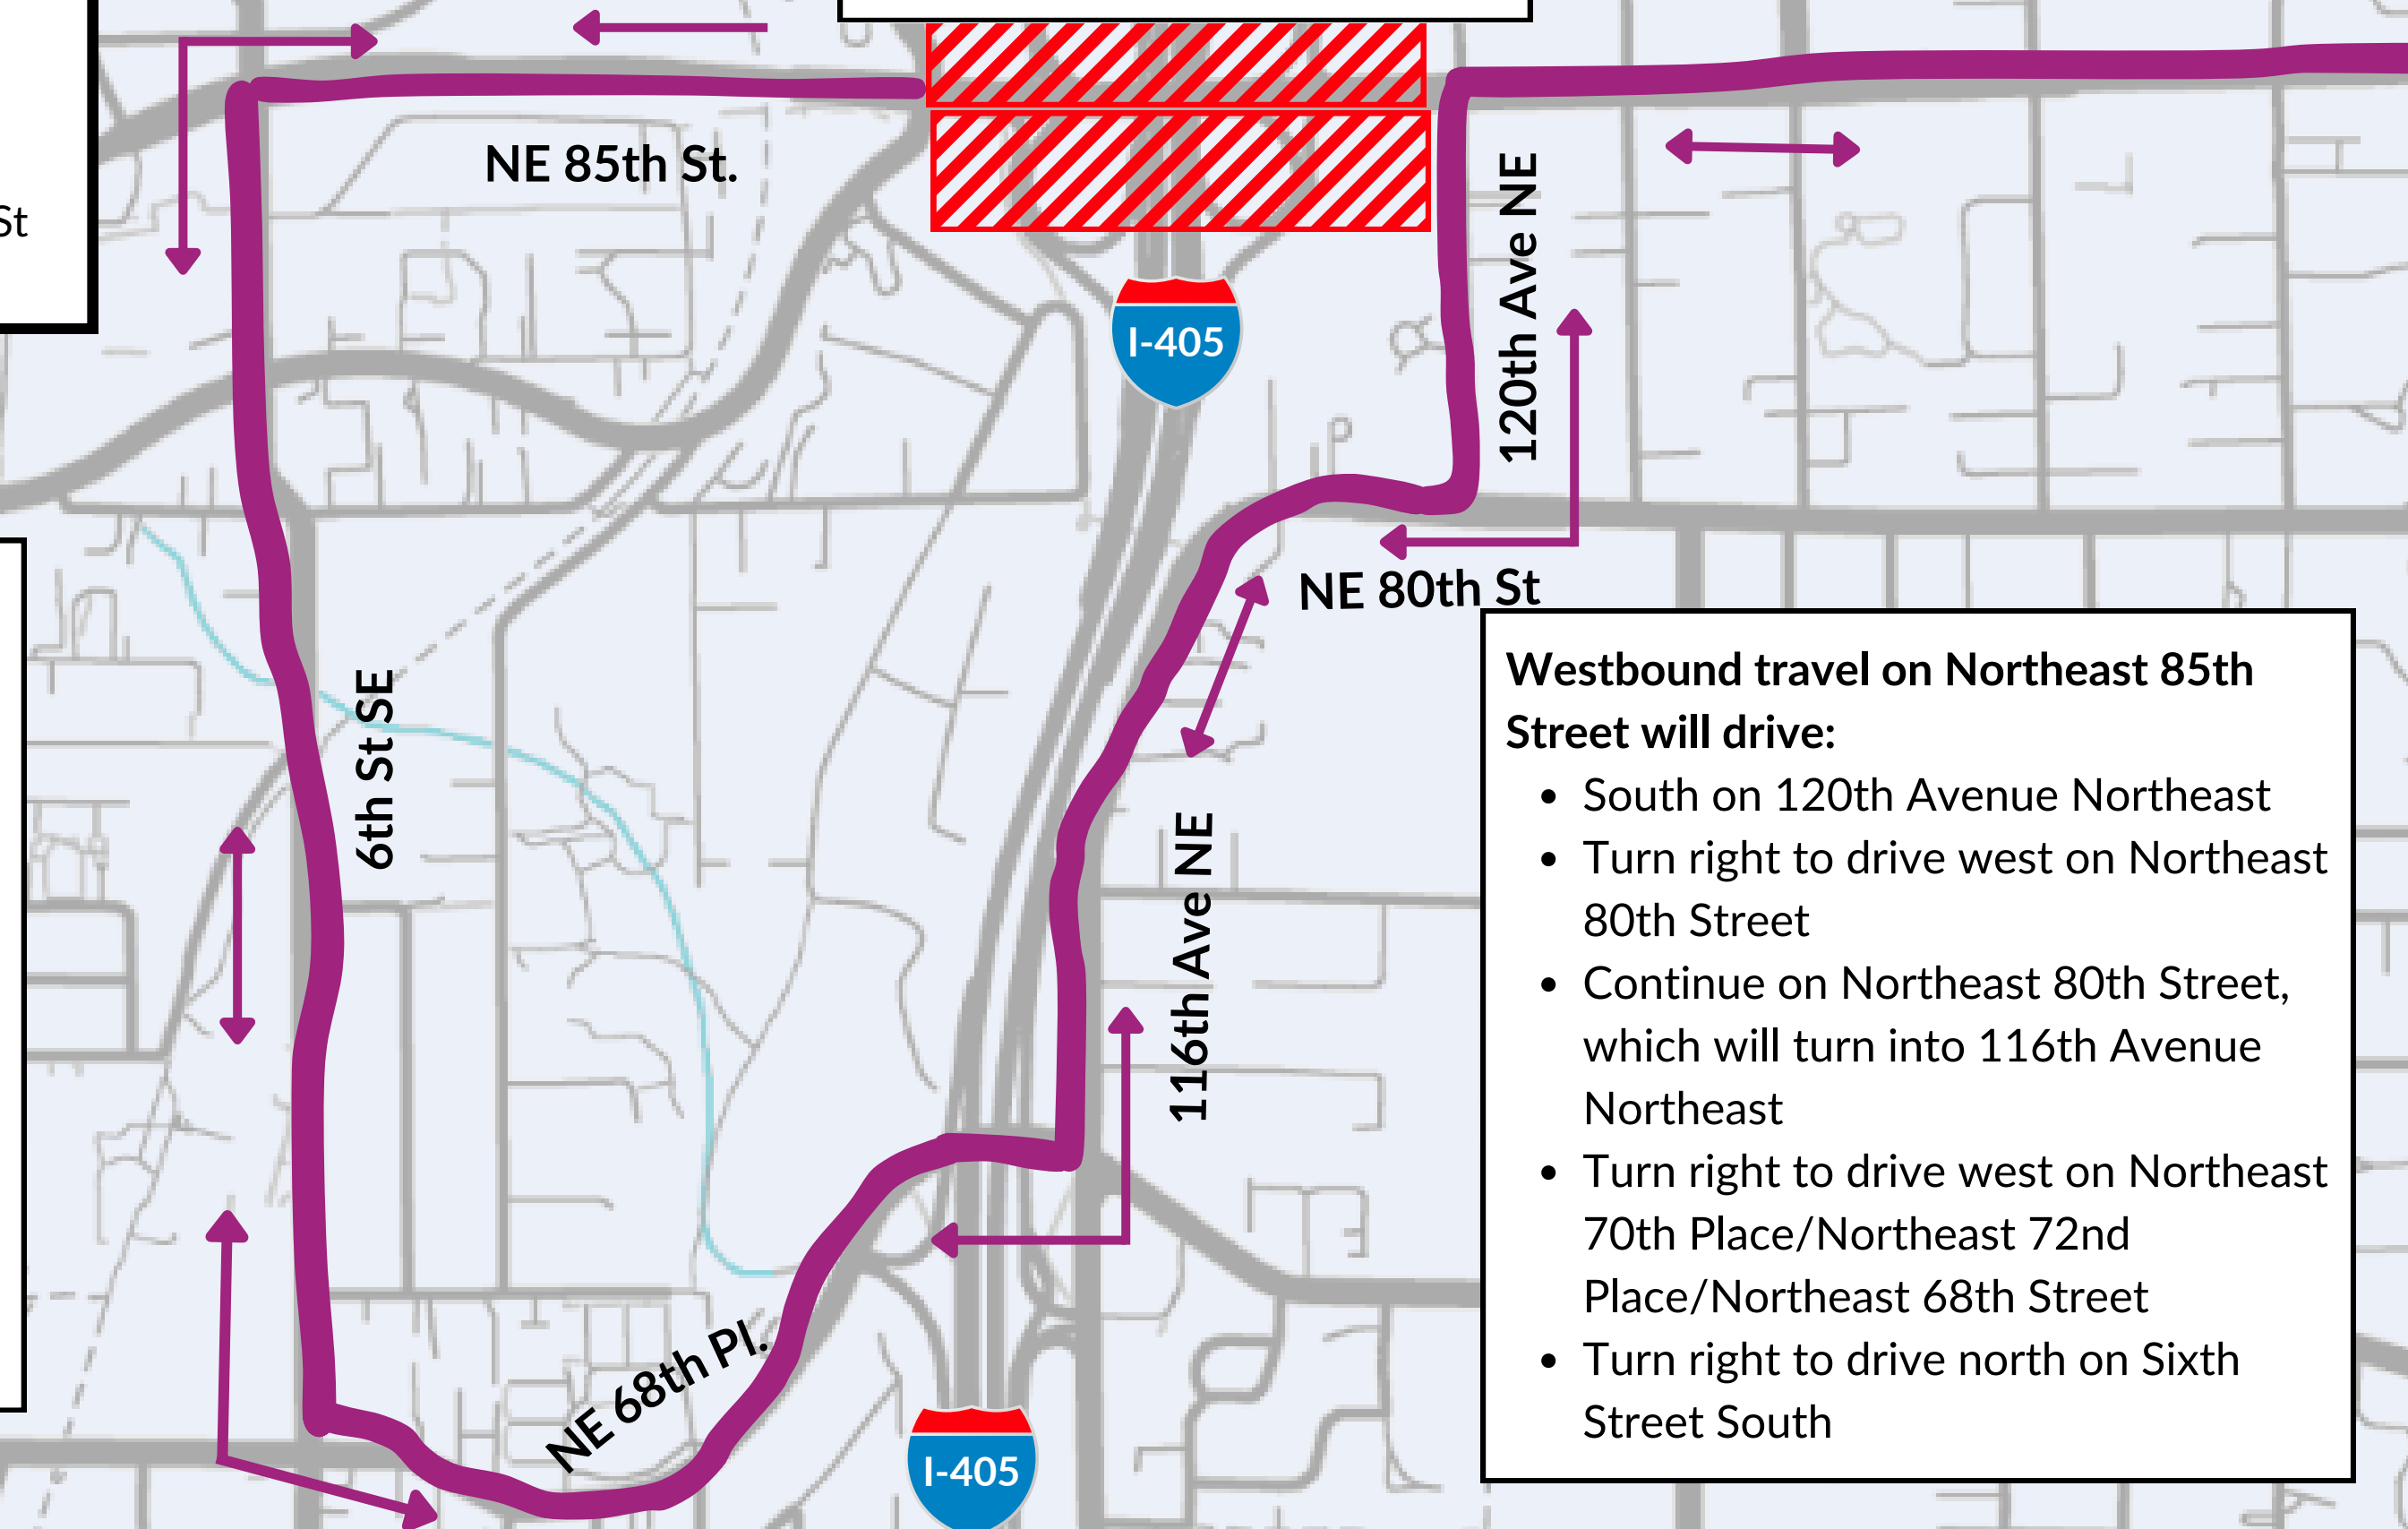 St
NE 85th St.
120th Ave NE
I-405
NE 80th St
6th St SE
116th Ave NE
NE 68th Pl.
I-405
Westbound travel on Northeast 85th
Street will drive:
• South on 120th Avenue Northeast
• Turn right to drive west on Northeast
80th Street
• Continue on Northeast 80th Street,
which will turn into 116th Avenue
Northeast
• Turn right to drive west on Northeast
70th Place/Northeast 72nd
Place/Northeast 68th Street
• Turn right to drive north on Sixth
Street South